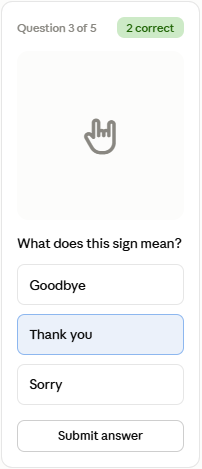 Question 3 of 5
2 correct
What does this sign mean?
Goodbye
Thank you
Sorry
Submit answer